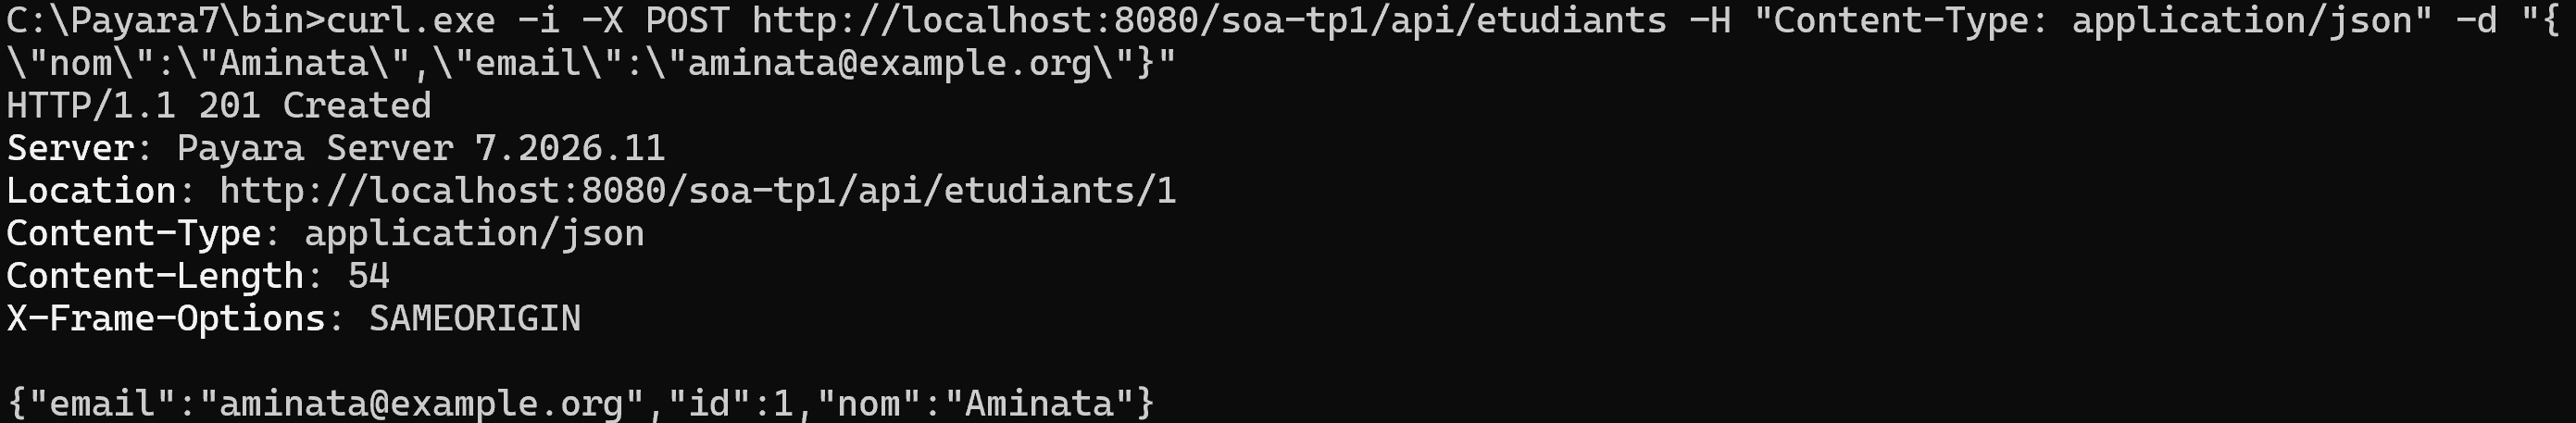 C:\Payara7\bin>curl.exe -i -X POST http://localhost:8080/soa-tp1/api/etudiants -H "Content-Type: application/json" -d "{
\"nom\":\"Aminata\",\"email\":\"aminata@example.org\"}"
HTTP/1.1 201 Created
Server: Payara Server 7.2026.11
Location: http://localhost:8080/soa-tp1/api/etudiants/1
Content-Type: application/json
Content-Length: 54
X-Frame-Options: SAMEORIGIN

{"email":"aminata@example.org","id":1,"nom":"Aminata"}